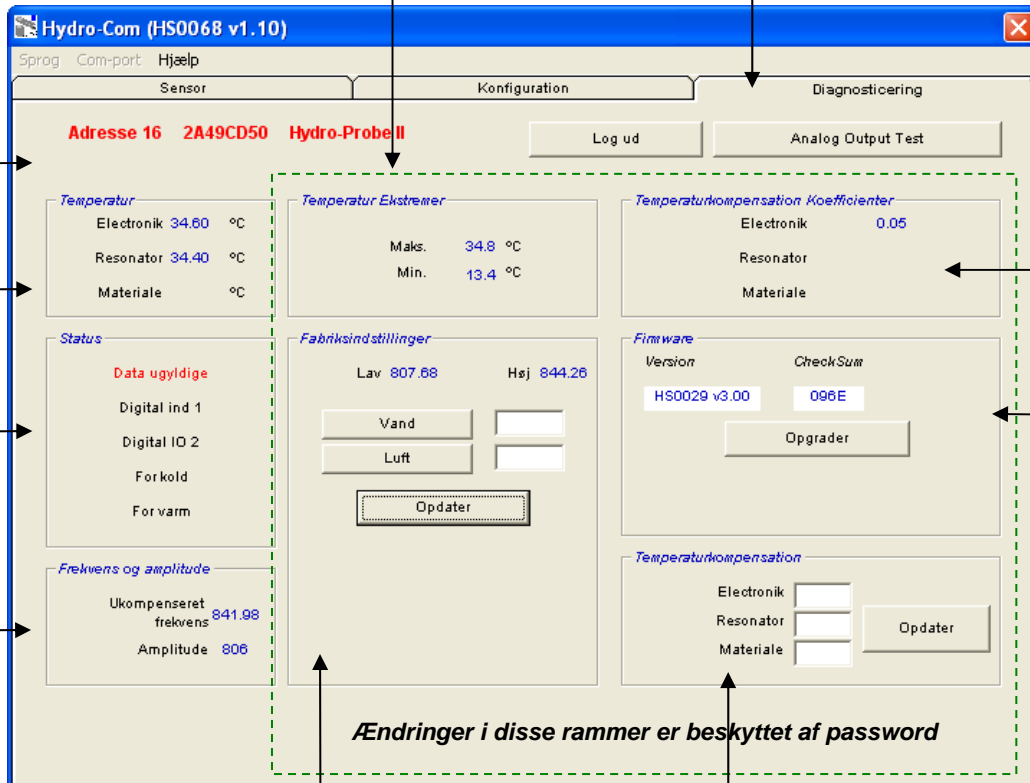 Hydro-Com (HS0068 v1.10)
Sprog Com-port Hjælp
Sensor Konfiguration Diagnosticering
Adresse 16 2A49CD50 Hydro-Probe II
Log ud Analog Output Test
Temperatur
Electronik 34.60 ºC
Resonator 34.40 ºC
Materiale ºC
Temperatur Ekstremer
Maks. 34.8 ºC
Min. 13.4 ºC
Temperaturkompensation Koefficienter
Electronik 0.05
Resonator
Materiale
Status
Data ugyldige
Digital ind 1
Digital IO 2
For kold
For varm
Fabriksindstillinger
Lav 807.68 Høj 844.26
Vand
Luft
Opdater
Firmware
Version CheckSum
HS0029 v3.00 096E
Opgrader
Frekvens og amplitude
Ukompenseret
frekvens 841.98
Amplitude 806
Temperaturkompensation
Electronik
Resonator
Materiale
Opdater
Ændringer i disse rammer er beskyttet af password